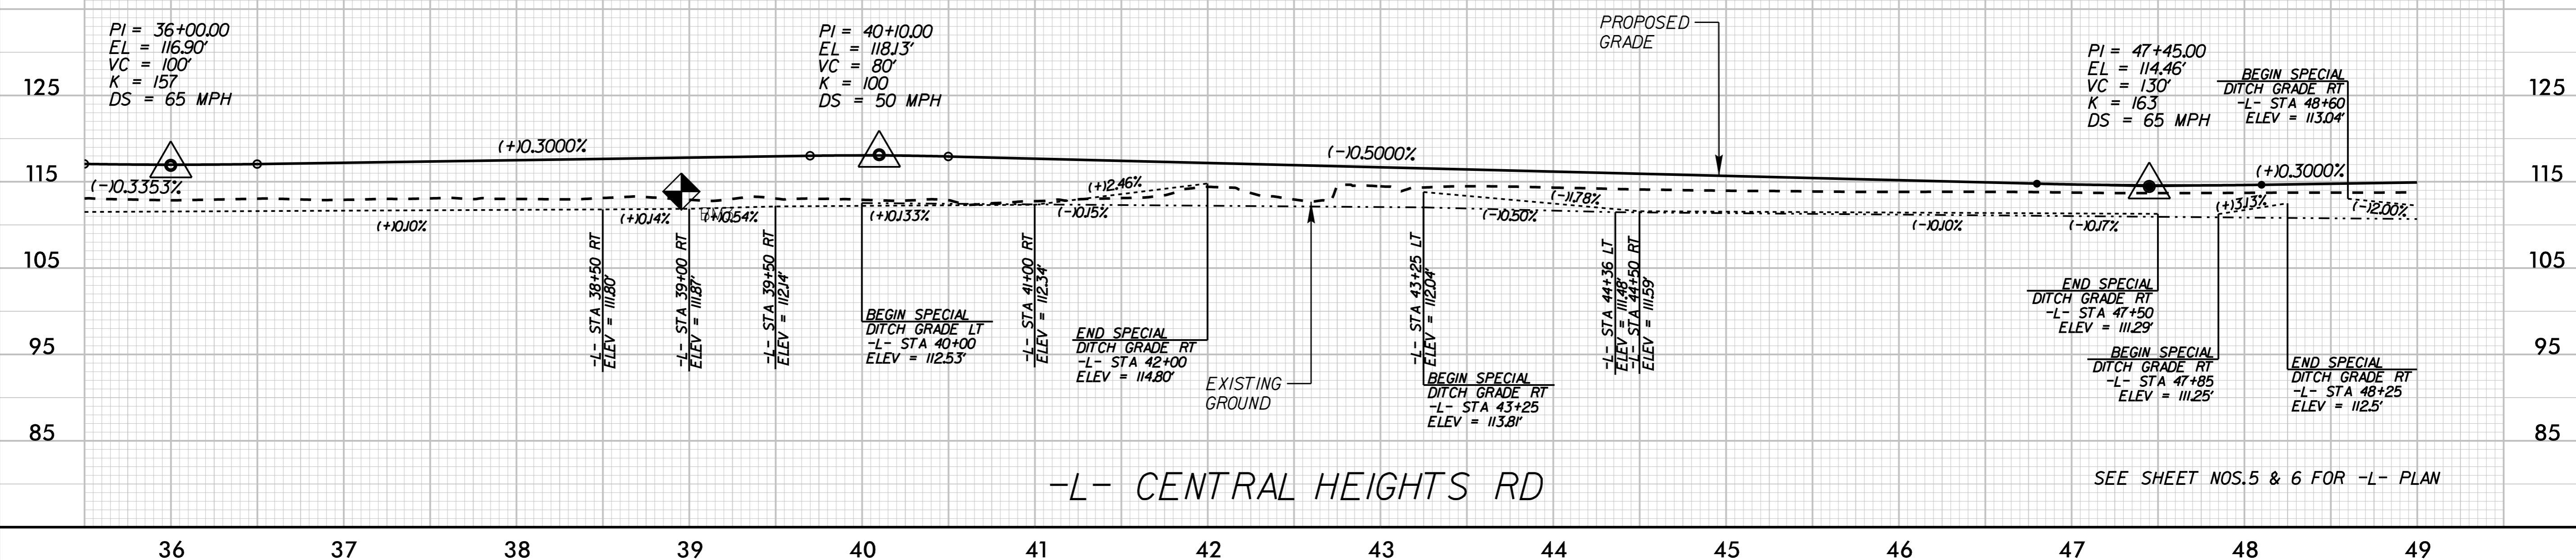 PI = 36+00.00
EL = 116.90'
VC = 100'
K = 157
DS = 65 MPH
PI = 40+10.00
EL = 118.13'
VC = 80'
K = 100
DS = 50 MPH
PROPOSED
GRADE
PI = 47+45.00
EL = 114.46'
VC = 130'
K = 163
DS = 65 MPH
BEGIN SPECIAL
DITCH GRADE RT
-L- STA 48+60
ELEV = 113.04'
125
125
(+)0.3000%
(-)0.5000%
(+)0.3000%
115
115
(-)0.3353%
(+)2.46%
(-)1.78%
(+)3.13%
(-)2.00%
(+)0.10%
(+)0.14%
(+)0.54%
(+)0.133%
(-)0.15%
(-)0.50%
(-)0.10%
(-)0.17%
105
105
-L- STA 38+50 RT
ELEV = 111.80'
-L- STA 39+00 RT
ELEV = 111.87'
-L- STA 39+50 RT
ELEV = 112.14'
BEGIN SPECIAL
DITCH GRADE LT
-L- STA 40+00
ELEV = 112.53'
-L- STA 41+00 RT
ELEV = 112.34'
END SPECIAL
DITCH GRADE RT
-L- STA 42+00
ELEV = 114.80'
EXISTING
GROUND
-L- STA 43+25 LT
ELEV = 112.04'
BEGIN SPECIAL
DITCH GRADE RT
-L- STA 43+25
ELEV = 113.81'
-L- STA 44+36 LT
ELEV = 111.48'
-L- STA 44+50 RT
ELEV = 111.59'
END SPECIAL
DITCH GRADE RT
-L- STA 47+50
ELEV = 111.29'
BEGIN SPECIAL
DITCH GRADE RT
-L- STA 47+85
ELEV = 111.25'
END SPECIAL
DITCH GRADE RT
-L- STA 48+25
ELEV = 112.5'
95
95
85
85
-L- CENTRAL HEIGHTS RD
SEE SHEET NOS. 5 & 6 FOR -L- PLAN
36 37 38 39 40 41 42 43 44 45 46 47 48 49